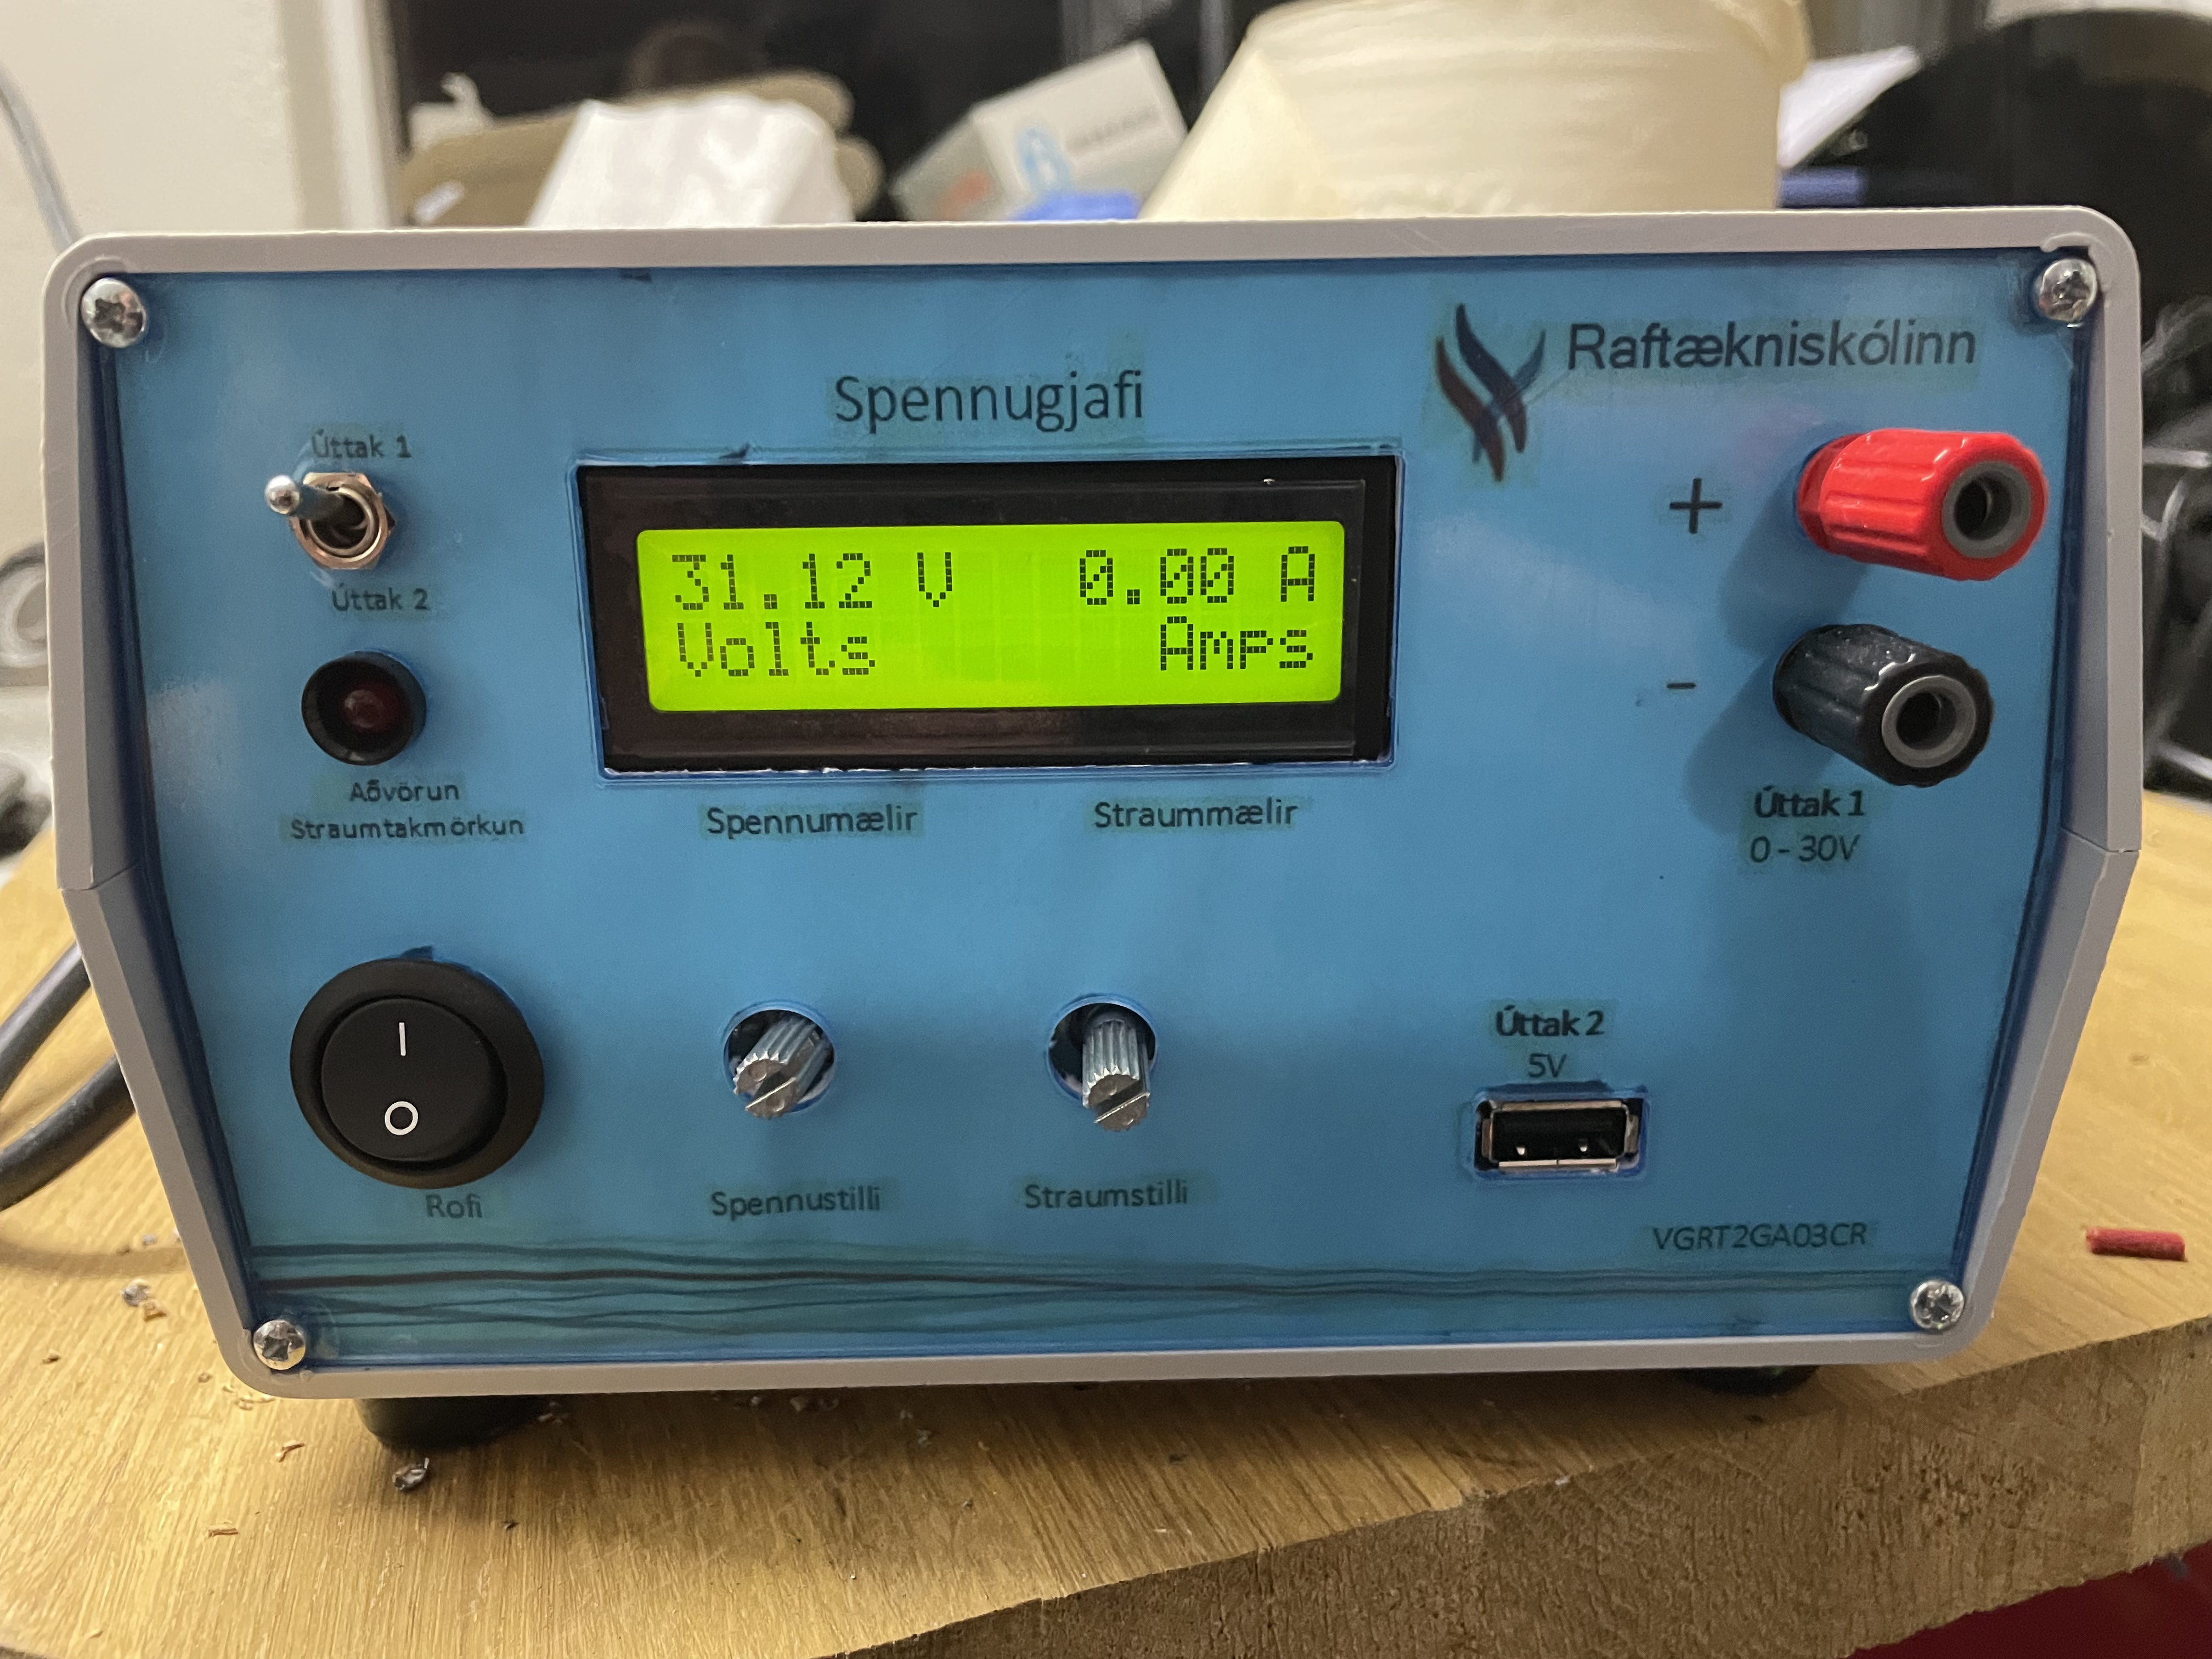 Raftækniskólinn
Spennugjafi
Úttak 1
Úttak 2
31.12 V 0.00 A
Volts Amps
+
-
Aðvörun
Straumtakmörkun
Spennumælir
Straummælir
Úttak 1
0 - 30V
I
O
Rofi
Spennustilli
Straumstilli
Úttak 2
5V
VGRT2GA03CR